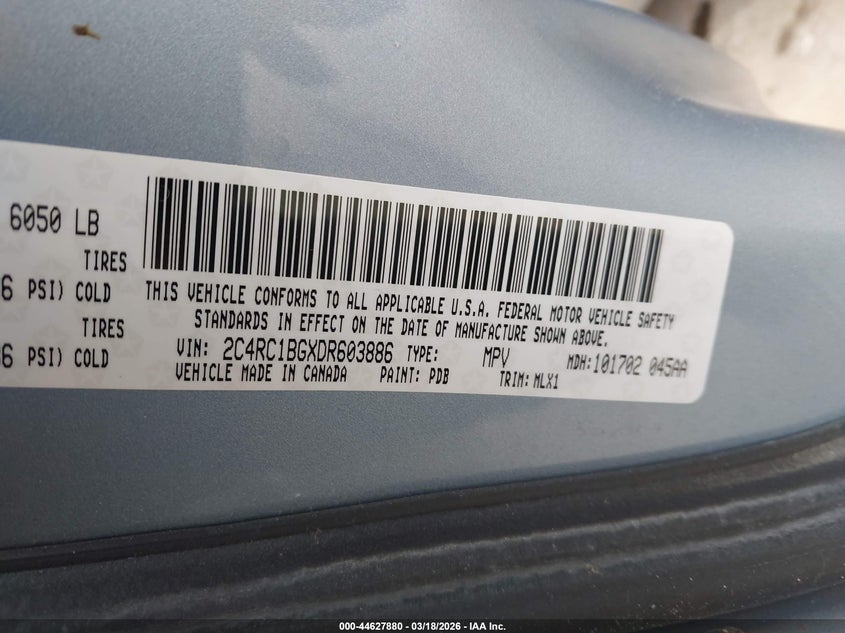 6050 LB
TIRES
6 PSI) COLD
TIRES
6 PSI) COLD
THIS VEHICLE CONFORMS TO ALL APPLICABLE U.S.A. FEDERAL MOTOR VEHICLE SAFETY
STANDARDS IN EFFECT ON THE DATE OF MANUFACTURE SHOWN ABOVE.
VIN: 2C4RC1BGXDR603886 TYPE: MPV MDH:101702 045AA
VEHICLE MADE IN CANADA PAINT: PDB TRIM: MLX1
000-44627880 — 03/18/2026 — IAA Inc.